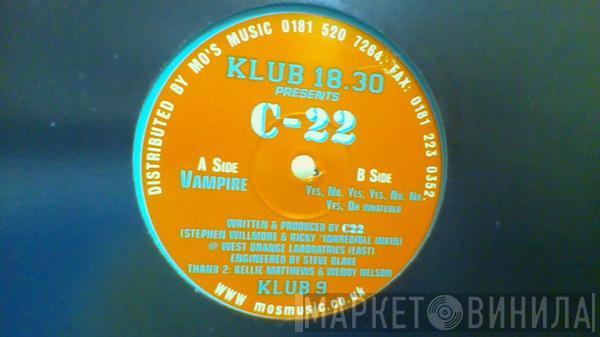 DISTRIBUTED BY MO'S MUSIC 0181 520 7264. FAX: 0181 223 0352.
KLUB 18.30
PRESENTS
C-22
A SIDE
VAMPIRE
B SIDE
YES, NO, YES, YES, NO, NO
YES, OH WHATEVER
WRITTEN & PRODUCED BY C22
(STEPHEN WILLMORE & RICKY "INKREDIBLE INKIN)
@ WEST ORANGE LABORATRIES (EAST).
ENGINEERED BY STEVE BLAKE
THANX 2: KELLIE MATTHEWS & WENDY NELSON
KLUB 9
WWW.mosmusic.co.uk
МАРКЕТ ВИНИЛА